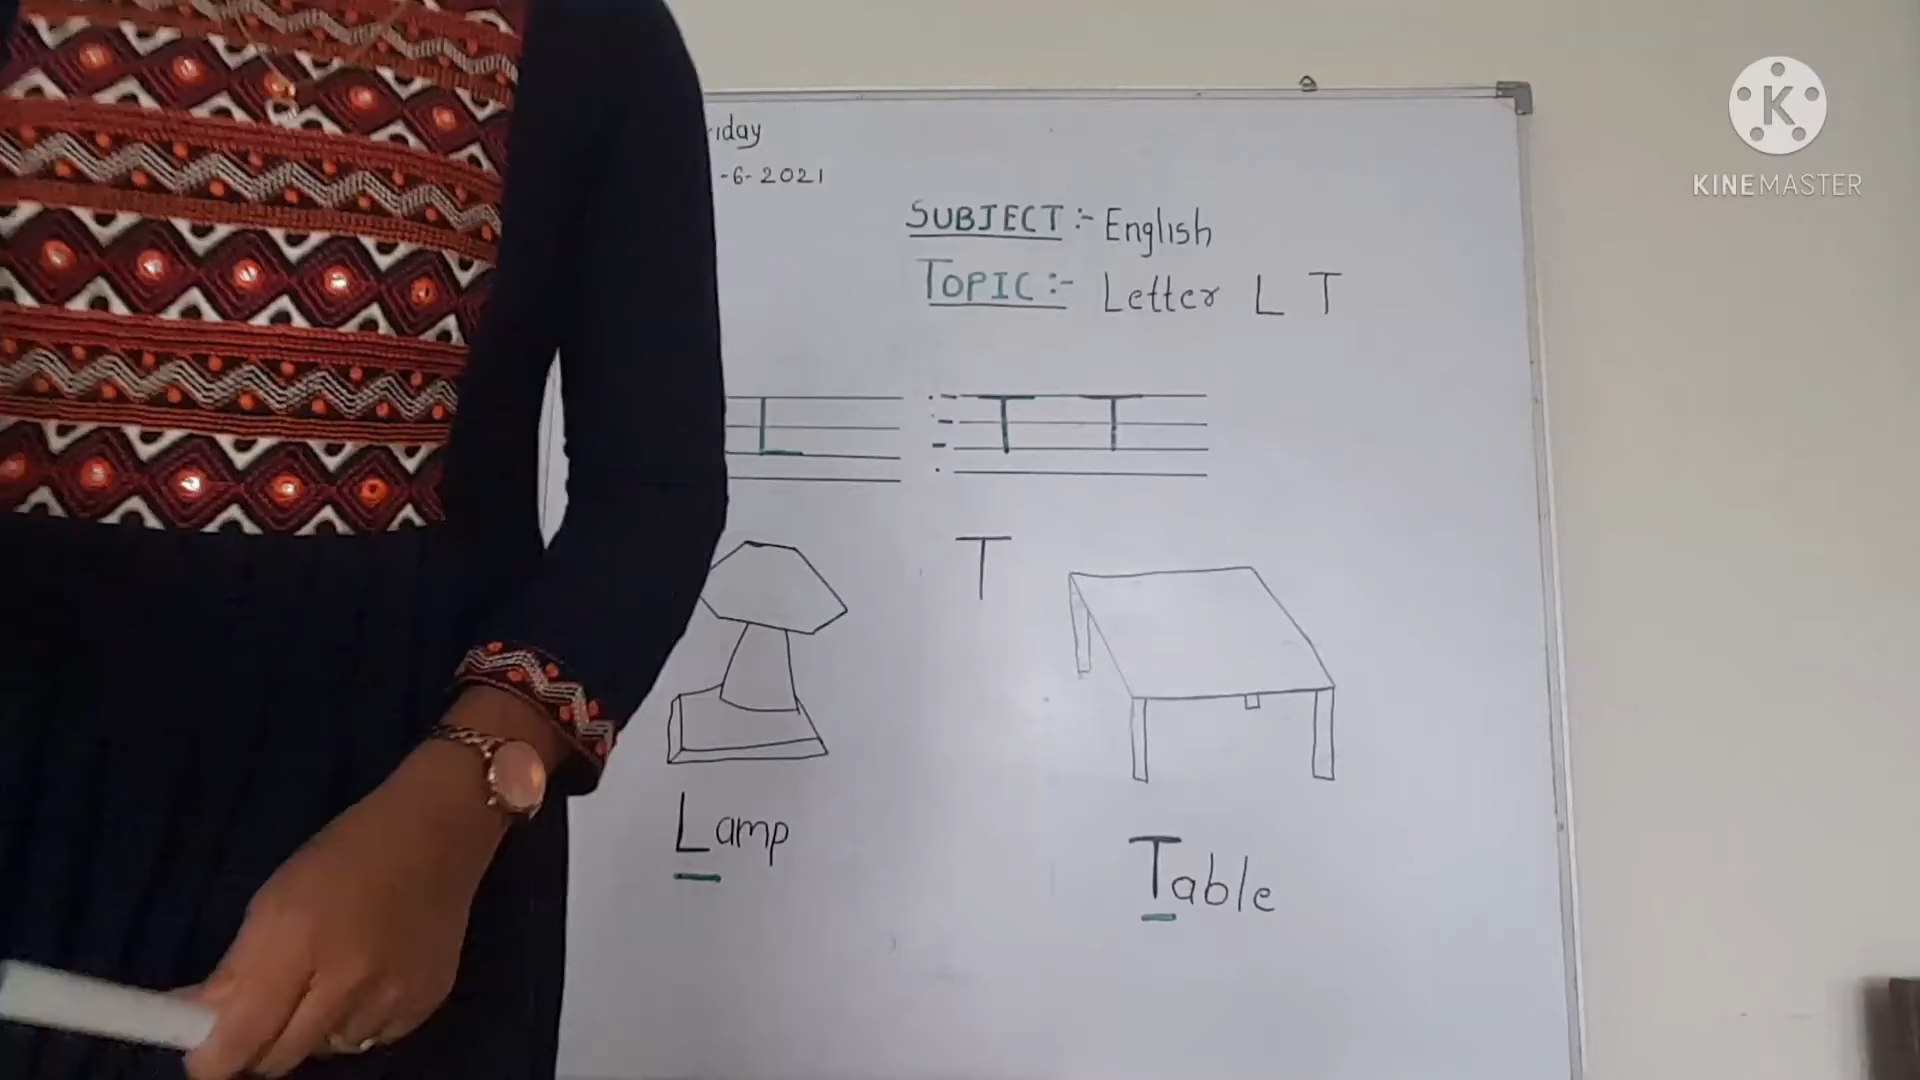 riday
-6-2021
SUBJECT :- English
TOPIC :- Letter L T
L T T
T
Lamp
Table
KINEMASTER